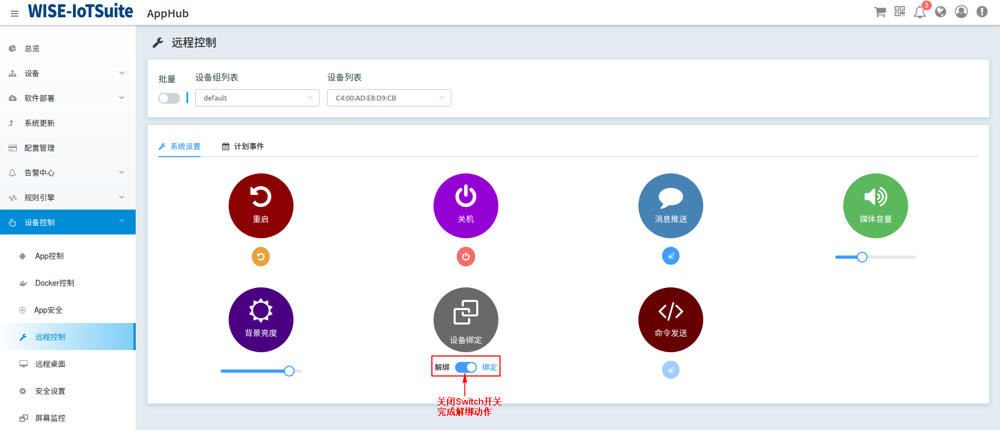 WISE-IoTSuite
AppHub
3
总览
设备
软件部署
系统更新
配置管理
告警中心
规则引擎
设备控制
App控制
Docker控制
App安全
远程控制
远程桌面
安全设置
屏幕监控
远程控制
批量
设备组列表
设备列表
default
C4:00:AD:E8:D9:CB
系统设置
计划事件
重启
关机
消息推送
媒体音量
背景亮度
设备绑定
命令发送
解绑
绑定
关闭Switch开关
完成解绑动作